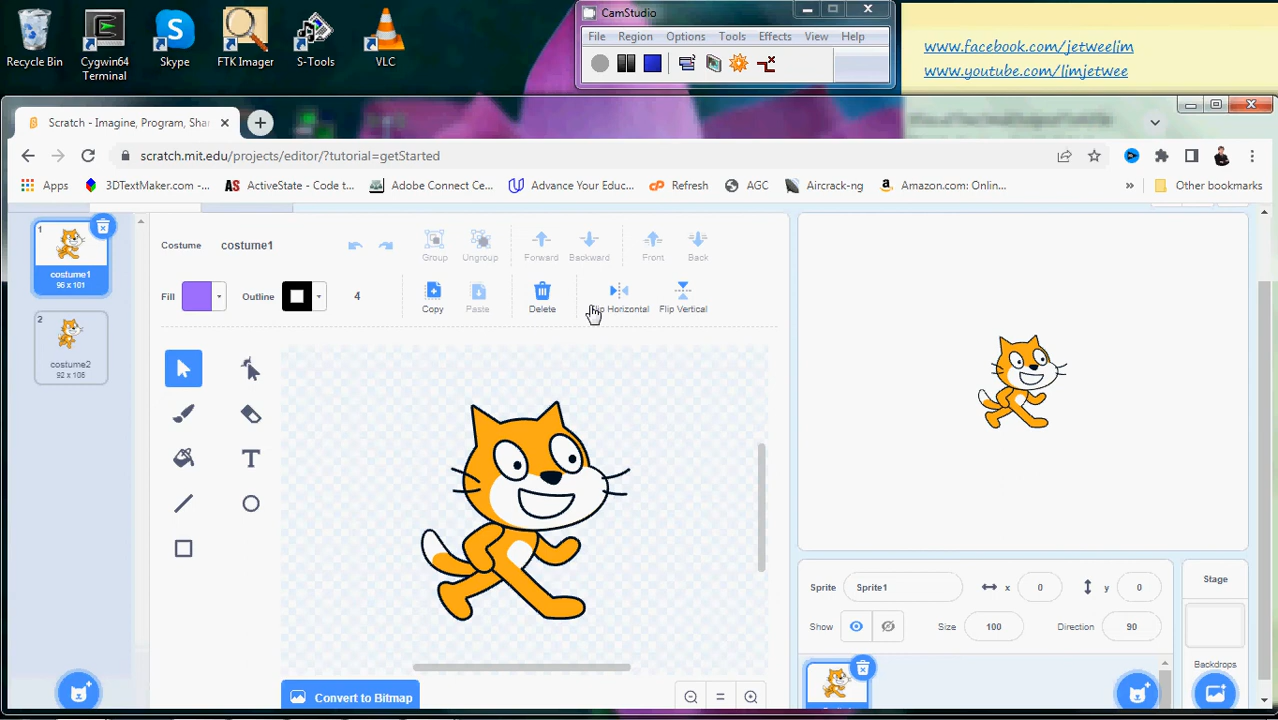 Recycle Bin
Cygwin64
Terminal
Skype
FTK Imager
S-Tools
VLC
CamStudio
File Region Options Tools Effects View Help
www.facebook.com/jetweelim
www.youtube.com/limjetwee
Scratch - Imagine, Program, Sha
scratch.mit.edu/projects/editor/?tutorial=getStarted
Apps 3DTextMaker.com -... ActiveState - Code t... Adobe Connect Ce... Advance Your Educ... Refresh AGC Aircrack-ng Amazon.com: Onlin... » Other bookmarks
1
costume1
96 x 101
2
costume2
92 x 106
Costume costume1
Group Ungroup Forward Backward Front Back
Fill Outline 4
Copy Paste Delete Horizontal Flip Vertical
T
Convert to Bitmap
Sprite Sprite1 x 0 y 0
Show Size 100 Direction 90
Stage
Backdrops